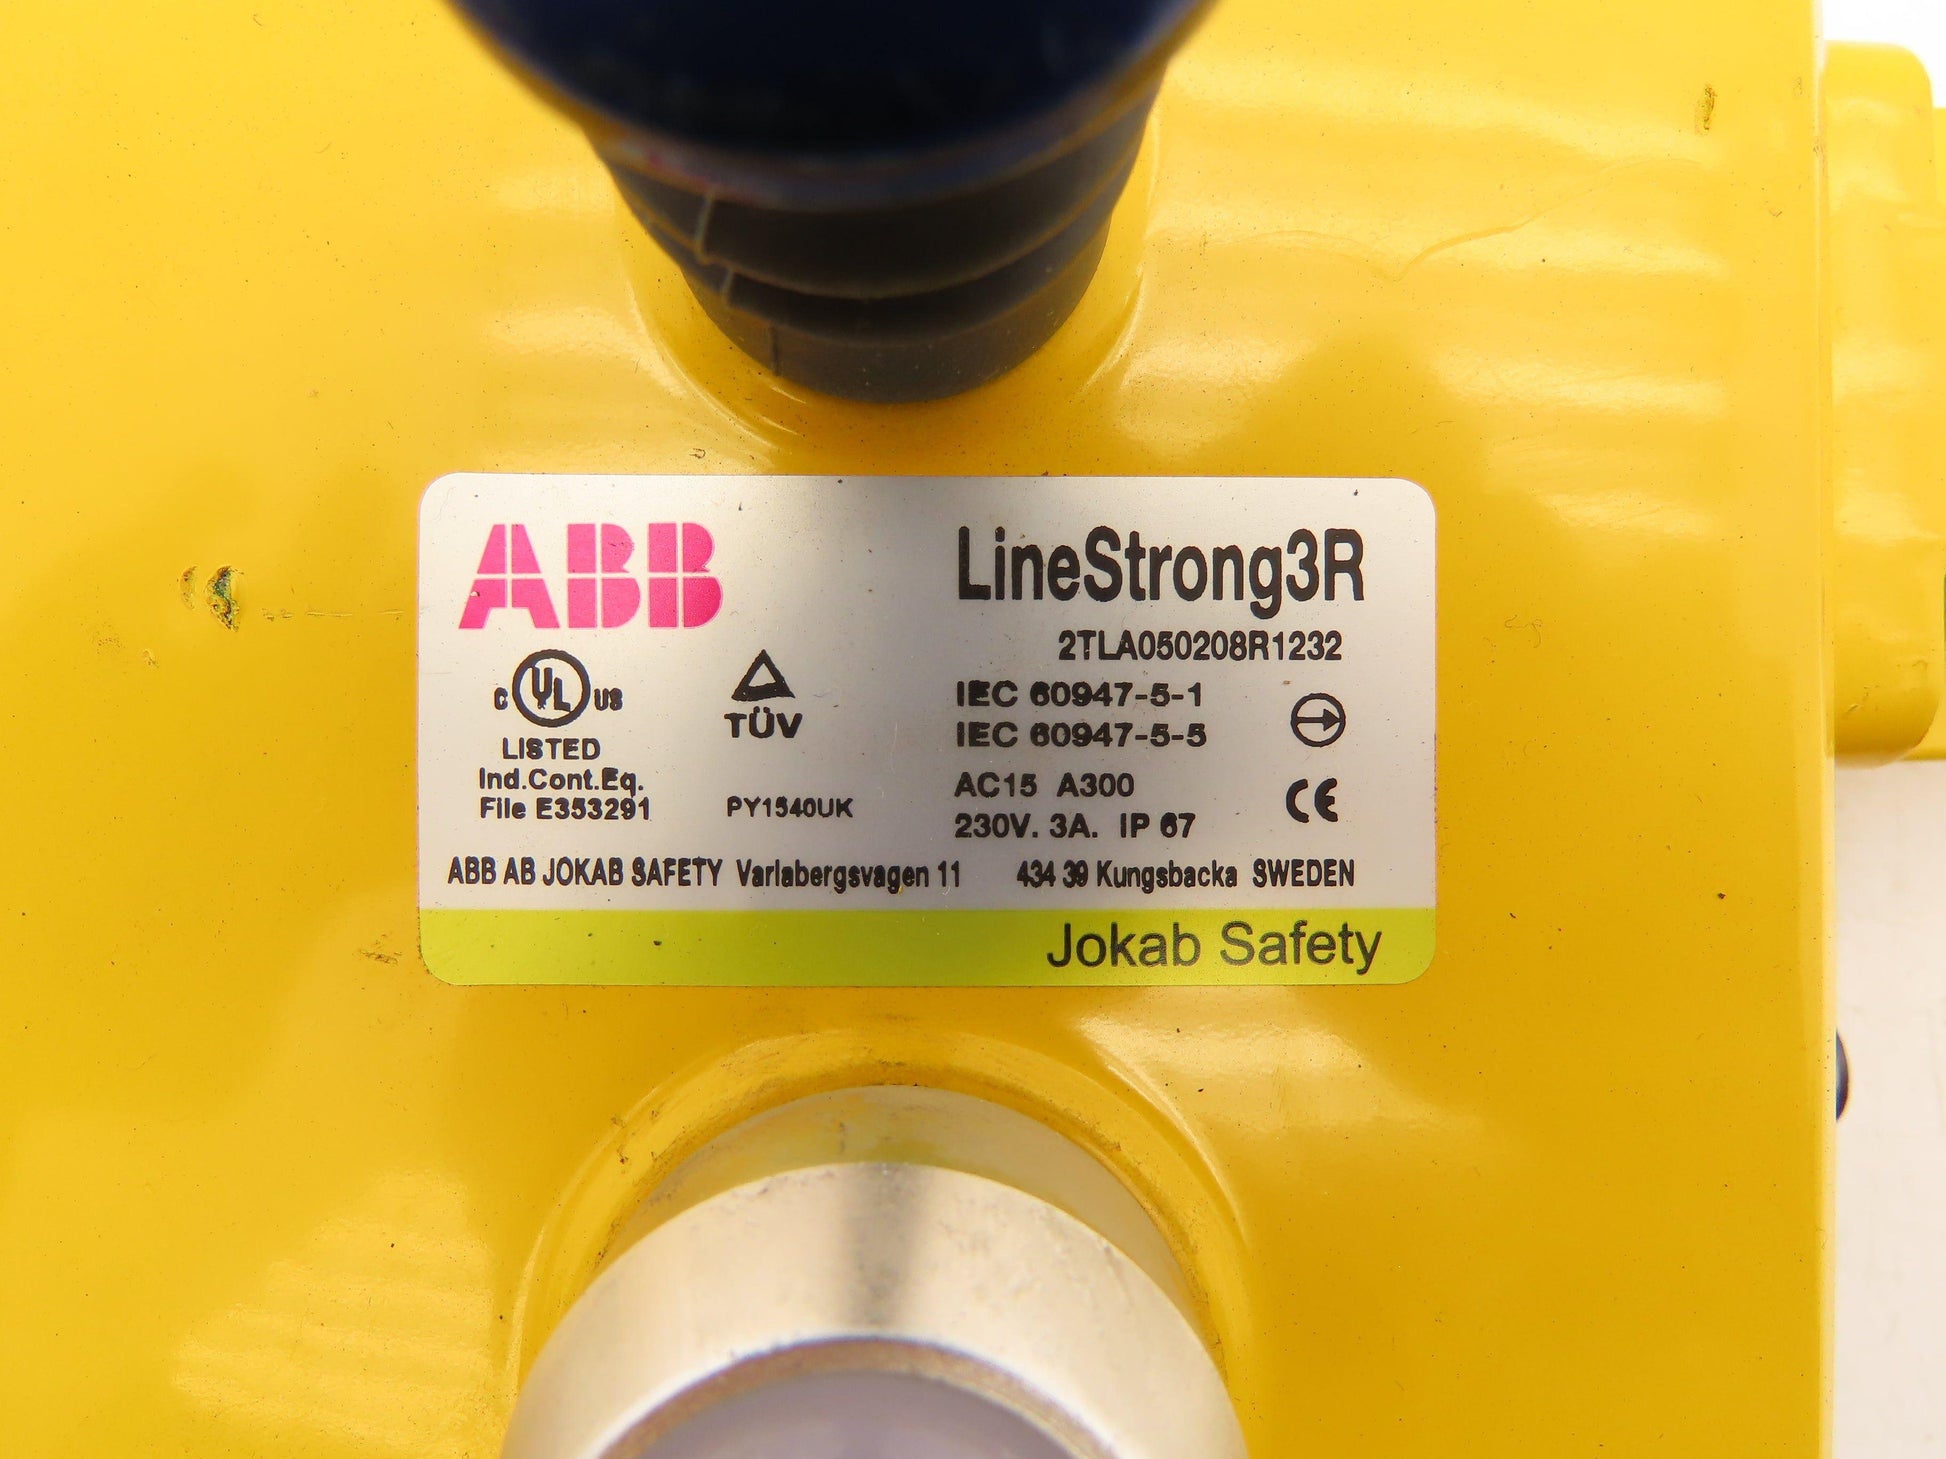 ABB
LineStrong3R
2TLA050208R1232
C UL US
LISTED
Ind.Cont.Eq.
File E353291
TÜV
PY1540UK
IEC 60947-5-1
IEC 60947-5-5
AC15 A300
230V. 3A. IP 67
CE
ABB AB JOKAB SAFETY Varlabergsvagen 11 434 39 Kungsbacka SWEDEN
Jokab Safety